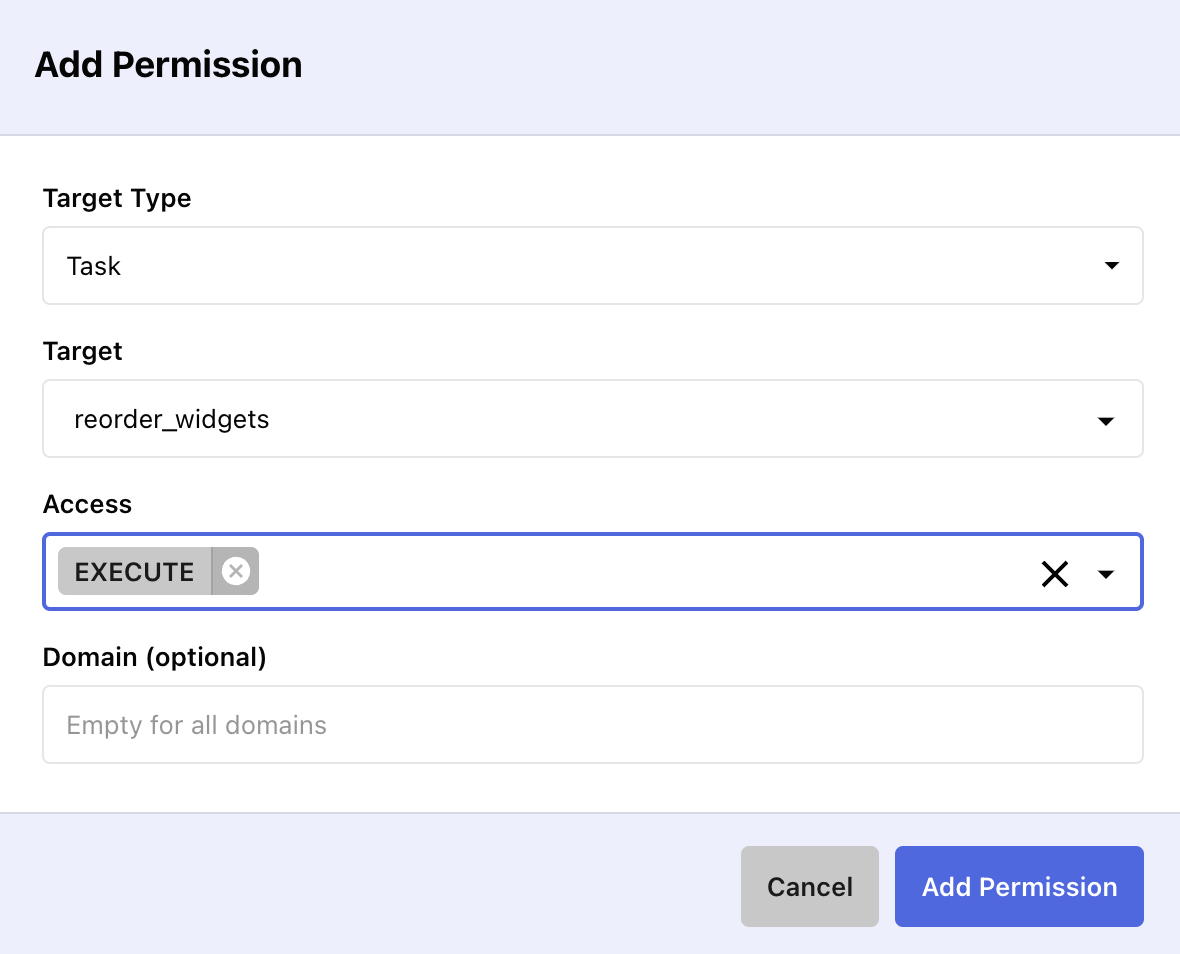 Add Permission
Target Type
Task
Target
reorder_widgets
Access
EXECUTE
Domain (optional)
Empty for all domains
Cancel
Add Permission